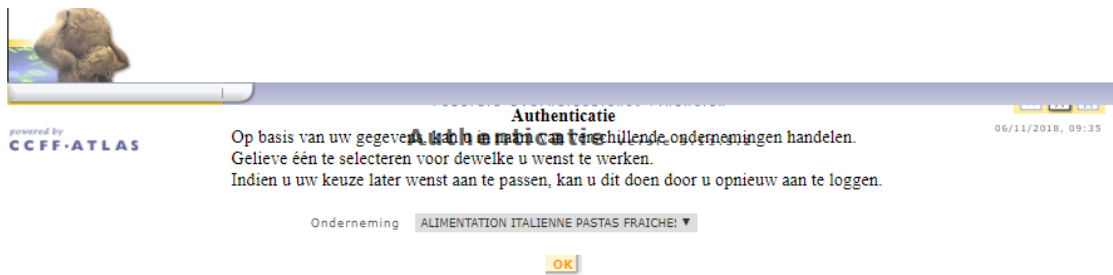 Authenticatie
powered by
CCFF-ATLAS
06/11/2018, 09:35
Op basis van uw gegevens, kan u in naam van verschillende ondernemingen handelen.
Authenticatie
Gelieve één te selecteren voor dewelke u wenst te werken.
Indien u uw keuze later wenst aan te passen, kan u dit doen door u opnieuw aan te loggen.
Onderneming ALIMENTATION ITALIENNE PASTAS FRAICHES ▼
OK